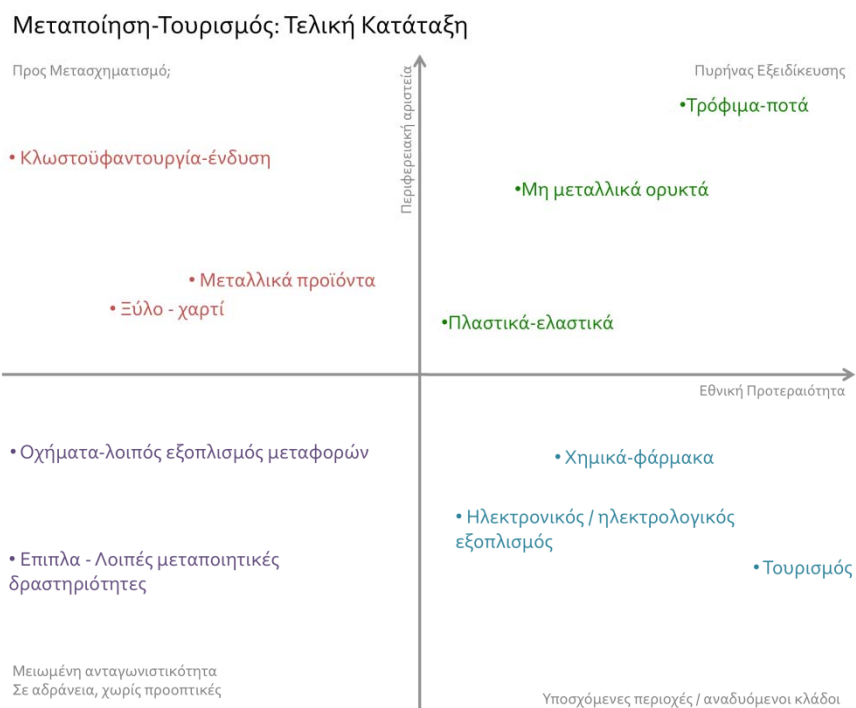 Μεταποίηση-Τουρισμός: Τελική Κατάταξη
Προς Μετασχηματισμό;
Πυρήνας Εξειδίκευσης
Περιφερειακή αριστεία
•Τρόφιμα-ποτά
• Κλωστοϋφαντουργία-ένδυση
•Μη μεταλλικά ορυκτά
• Μεταλλικά προϊόντα
• Ξύλο - χαρτί
•Πλαστικά-ελαστικά
Εθνική Προτεραιότητα
• Οχήματα-λοιπός εξοπλισμός μεταφορών
• Χημικά-φάρμακα
• Ηλεκτρονικός / ηλεκτρολογικός
εξοπλισμός
• Επιπλα - Λοιπές μεταποιητικές
δραστηριότητες
• Τουρισμός
Μειωμένη ανταγωνιστικότητα
Σε αδράνεια, χωρίς προοπτικές
Υποσχόμενες περιοχές / αναδυόμενοι κλάδοι